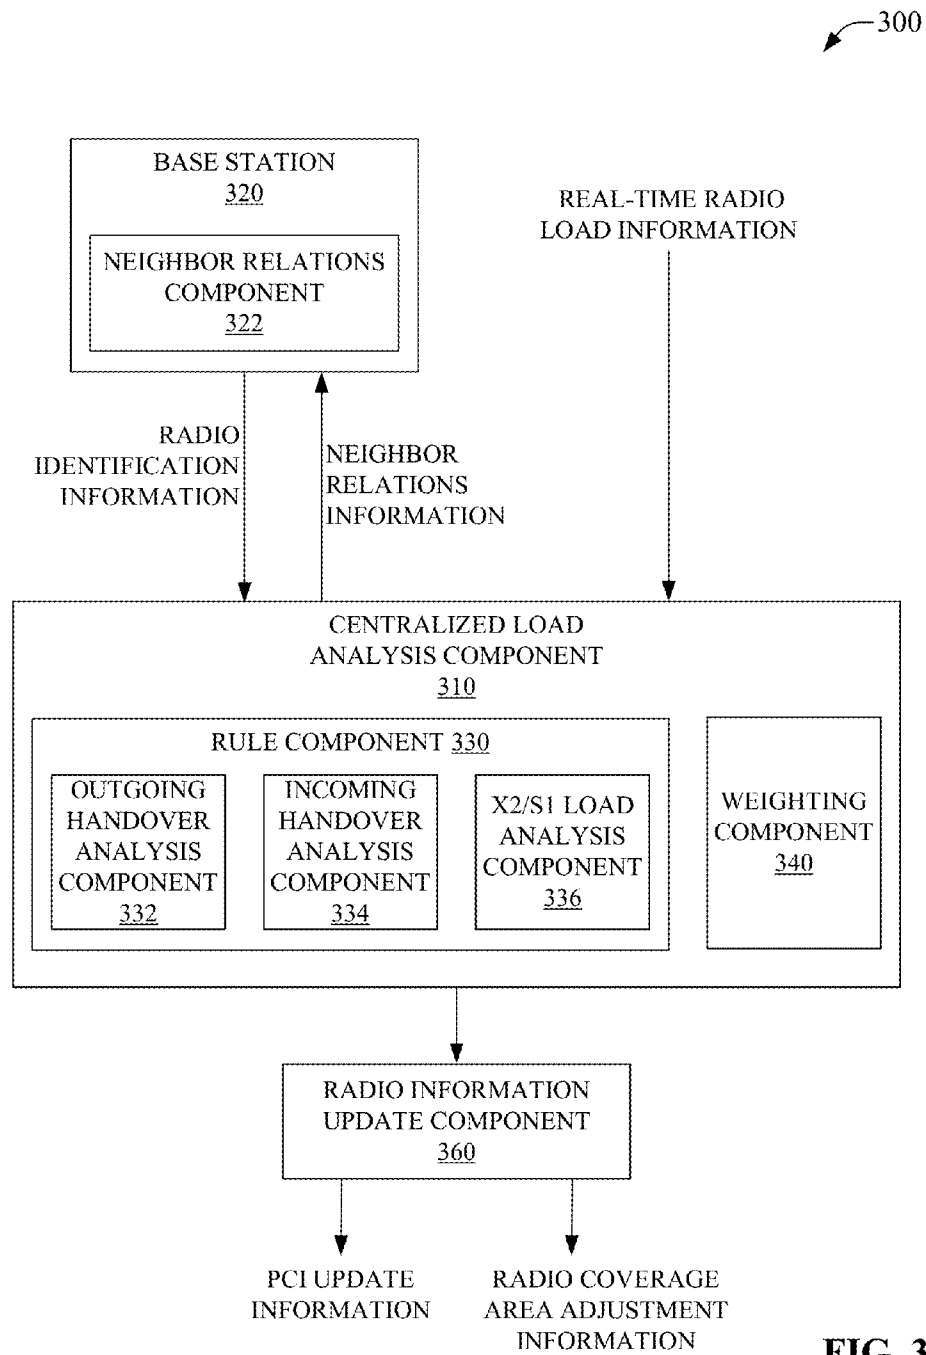 300
BASE STATION
320
NEIGHBOR RELATIONS
COMPONENT
322
REAL-TIME RADIO
LOAD INFORMATION
RADIO
IDENTIFICATION
INFORMATION
NEIGHBOR
RELATIONS
INFORMATION
CENTRALIZED LOAD
ANALYSIS COMPONENT
310
RULE COMPONENT 330
OUTGOING
HANDOVER
ANALYSIS
COMPONENT
332
INCOMING
HANDOVER
ANALYSIS
COMPONENT
334
X2/S1 LOAD
ANALYSIS
COMPONENT
336
WEIGHTING
COMPONENT
340
RADIO INFORMATION
UPDATE COMPONENT
360
PCI UPDATE
INFORMATION
RADIO COVERAGE
AREA ADJUSTMENT
INFORMATION
FIG. 3